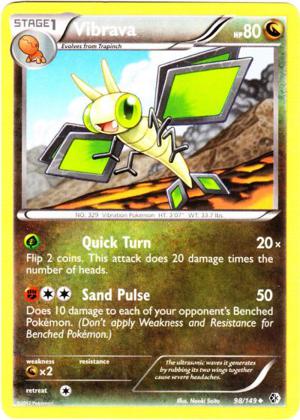 STAGE1
Vibrava
HP80
Evolves from Trapinch
NO. 329 Vibration Pokémon HT: 3'07" WT: 33.7 lbs.
Quick Turn 20×
Flip 2 coins. This attack does 20 damage times the
number of heads.
Sand Pulse 50
Does 10 damage to each of your opponent's Benched
Pokémon. (Don't apply Weakness and Resistance for
Benched Pokémon.)
weakness resistance
×2
retreat
The ultrasonic waves it generates
by rubbing its two wings together
cause severe headaches.
Illus. Naoki Saito
98/149